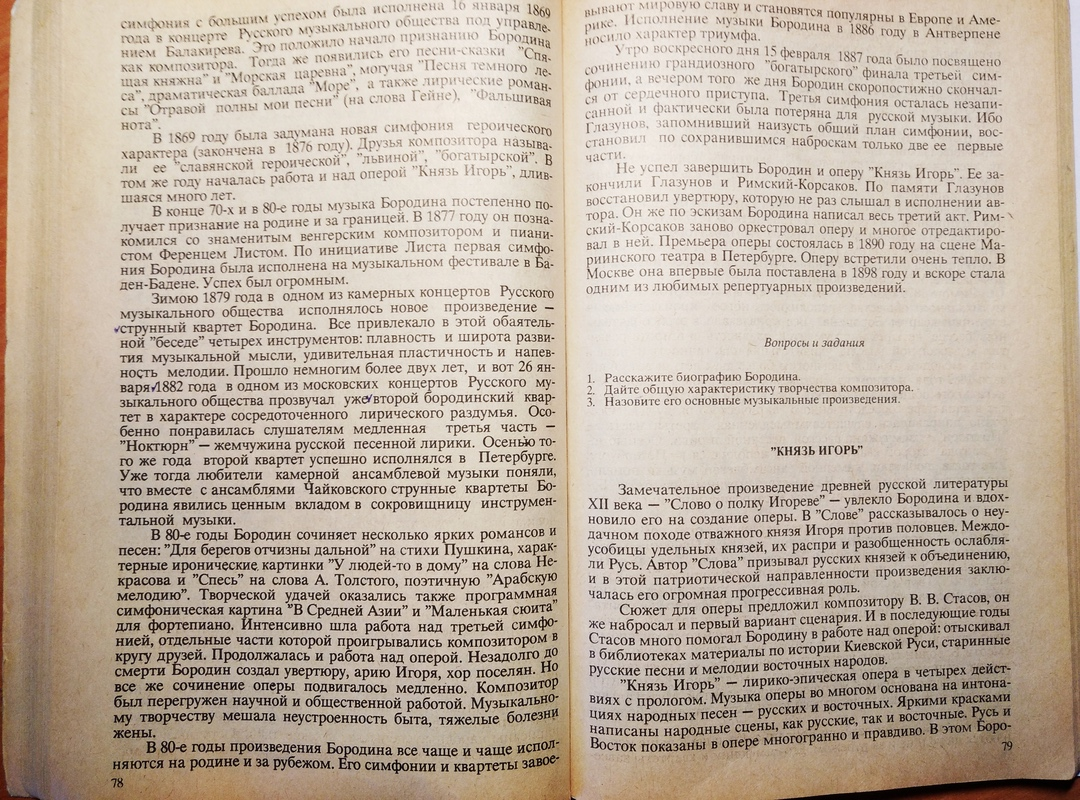 симфония с большим успехом была исполнена 16 января 1869
года в концерте Русского музыкального общества под управле-
нием Балакирева. Это положило начало признанию Бородина
как композитора. Тогда же появились его песни-сказки "Спя-
щая княжна" и "Морская царевна", могучая "Песня темного ле-
са", драматическая баллада "Море", а также лирические роман-
сы "Отравой полны мои песни" (на слова Гейне), "Фальшивая
нота".
В 1869 году была задумана новая симфония героического
характера (закончена в 1876 году). Друзья композитора называ-
ли ее "славянской героической", "львиной", "богатырской". В
том же году началась работа и над оперой "Князь Игорь", длив-
шаяся много лет.
В конце 70-х и в 80-е годы музыка Бородина постепенно по-
лучает признание на родине и за границей. В 1877 году он позна-
комился со знаменитым венгерским композитором и пиани-
стом Ференцем Листом. По инициативе Листа первая симфо-
ния Бородина была исполнена на музыкальном фестивале в Ба-
ден-Бадене. Успех был огромным.
Зимою 1879 года в одном из камерных концертов Русского
музыкального общества исполнялось новое произведение –
струнный квартет Бородина. Все привлекало в этой обаятель-
ной "беседе" четырех инструментов: плавность и широта разви-
тия музыкальной мысли, удивительная пластичность и напев-
ность мелодии. Прошло немногим более двух лет, и вот 26 ян-
варя 1882 года в одном из московских концертов Русского му-
зыкального общества прозвучал уже второй бородинский квар-
тет в характере сосредоточенного лирического раздумья. Осо-
бенно понравилась слушателям медленная третья часть –
"Ноктюрн" – жемчужина русской песенной лирики. Осенью то-
го же года второй квартет успешно исполнялся в Петербурге.
Уже тогда любители камерной ансамблевой музыки поняли,
что вместе с ансамблями Чайковского струнные квартеты Бо-
родина явились ценным вкладом в сокровищницу инструмен-
тальной музыки.
В 80-е годы Бородин сочиняет несколько ярких романсов и
песен: "Для берегов отчизны дальной" на стихи Пушкина, харак-
терные иронические картинки "У людей-то в дому" на слова Не-
красова и "Спесь" на слова А. Толстого, поэтичную "Арабскую
мелодию". Творческой удачей оказались также программная
симфоническая картина "В Средней Азии" и "Маленькая сюита"
для фортепиано. Интенсивно шла работа над третьей симфо-
нией, отдельные части которой проигрывались композитором в
кругу друзей. Продолжалась и работа над оперой. Незадолго до
смерти Бородин создал увертюру, арию Игоря, хор поселян. Но
все же сочинение оперы подвигалось медленно. Композитор
был перегружен научной и общественной работой. Музыкально-
му творчеству мешала неустроенность быта, тяжелые болезни
жены.
В 80-е годы произведения Бородина все чаще и чаще испол-
няются на родине и за рубежом. Его симфонии и квартеты завое-
78
вывают мировую славу и становятся популярны в Европе и Аме-
рике. Исполнение музыки Бородина в 1886 году в Антверпене
носило характер триумфа.
Утро воскресного дня 15 февраля 1887 года было посвящено
сочинению грандиозного "богатырского" финала третьей сим-
фонии, а вечером того же дня Бородин скоропостижно скончал-
ся от сердечного приступа. Третья симфония осталась незапи-
санной и фактически была потеряна для русской музыки. Ибо
Глазунов, запомнивший наизусть общий план симфонии, вос-
становил по сохранившимся наброскам только две ее первые
части.
Не успел завершить Бородин и оперу "Князь Игорь". Ее за-
кончили Глазунов и Римский-Корсаков. По памяти Глазунов
восстановил увертюру, которую не раз слышал в исполнении ав-
тора. Он же по эскизам Бородина написал весь третий акт. Рим-
ский-Корсаков заново оркестровал оперу и многое отредактиро-
вал в ней. Премьера оперы состоялась в 1890 году на сцене Ма-
риинского театра в Петербурге. Оперу встретили очень тепло. В
Москве она впервые была поставлена в 1898 году и вскоре стала
одним из любимых репертуарных произведений.
Вопросы и задания
1. Расскажите биографию Бородина.
2. Дайте общую характеристику творчества композитора.
3. Назовите его основные музыкальные произведения.
"КНЯЗЬ ИГОРЬ"
Замечательное произведение древней русской литературы
XII века – "Слово о полку Игореве" – увлекло Бородина и вдох-
новило его на создание оперы. В "Слове" рассказывалось о неу-
дачном походе отважного князя Игоря против половцев. Междо-
усобицы удельных князей, их распри и разобщенность ослабля-
ли Русь. Автор "Слова" призывал русских князей к объединению,
и в этой патриотической направленности произведения заклю-
чалась его огромная прогрессивная роль.
Сюжет для оперы предложил композитору В. В. Стасов, он
же набросал и первый вариант сценария. И в последующие годы
Стасов много помогал Бородину в работе над оперой: отыскивал
в библиотеках материалы по истории Киевской Руси, старинные
русские песни и мелодии восточных народов.
"Князь Игорь" – лирико-эпическая опера в четырех дейст-
виях с прологом. Музыка оперы во многом основана на интона-
циях народных песен – русских и восточных. Яркими красками
написаны народные сцены, как русские, так и восточные. Русь и
Восток показаны в опере многогранно и правдиво. В этом Боро-
79